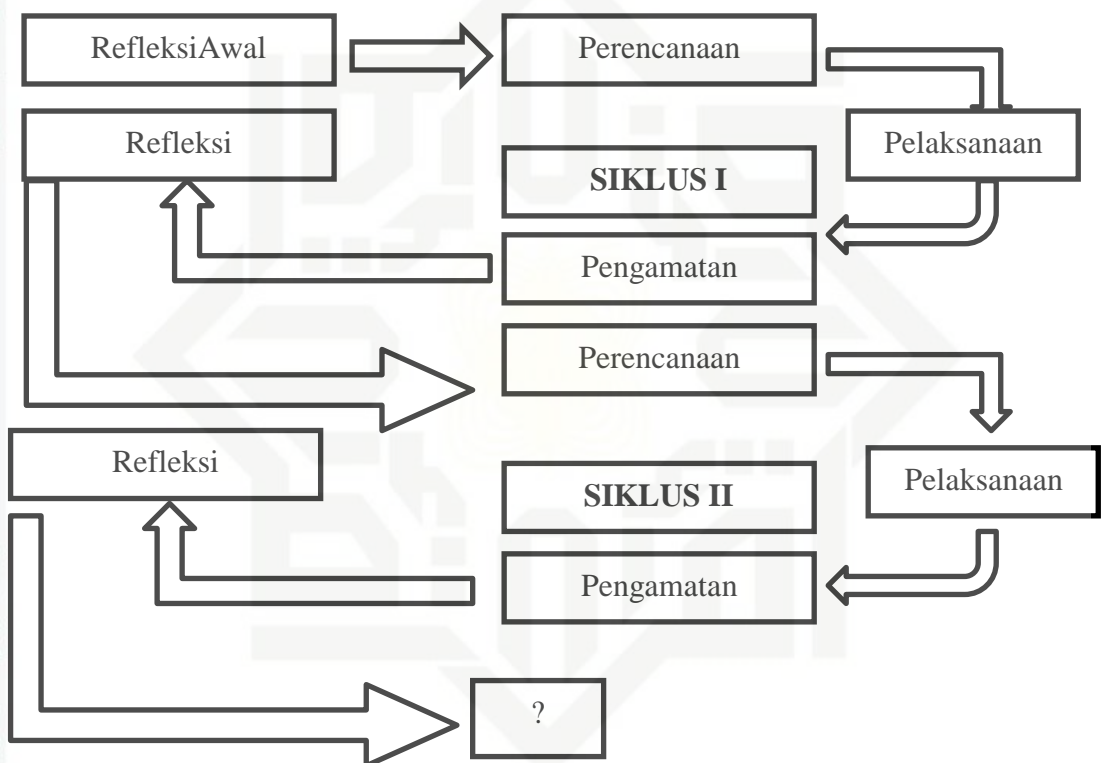 RefleksiAwal
Perencanaan
Refleksi
Pelaksanaan
SIKLUS I
Pengamatan
Perencanaan
Refleksi
Pelaksanaan
SIKLUS II
Pengamatan
?